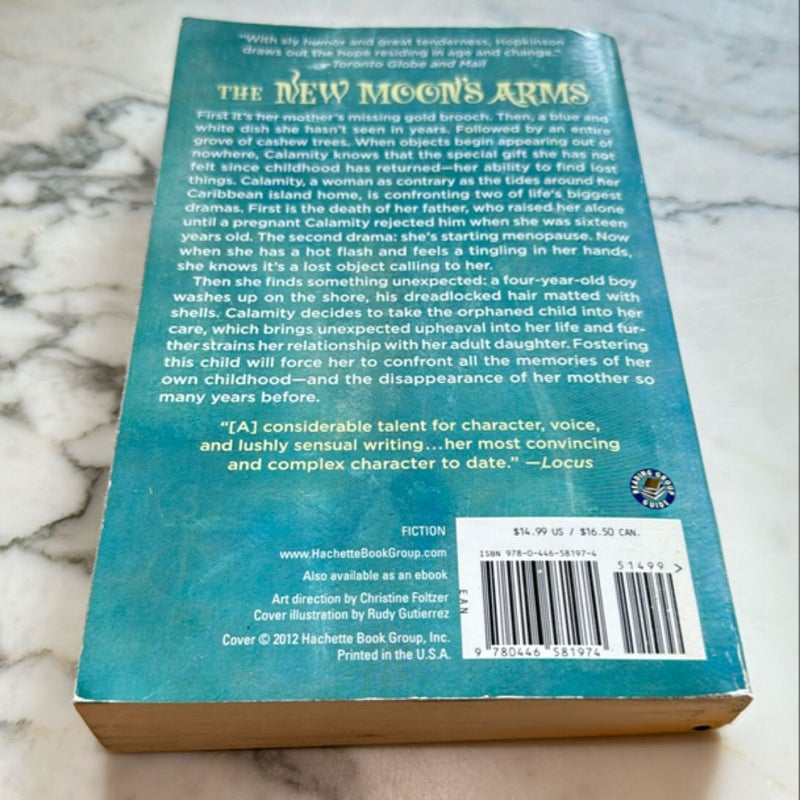 "With sly humor and great tenderness, Hopkinson
draws out the hope residing in age and change."
—Toronto Globe and Mail
THE NEW MOON'S ARMS
First it's her mother's missing gold brooch. Then, a blue and
white dish she hasn't seen in years. Followed by an entire
grove of cashew trees. When objects begin appearing out of
nowhere, Calamity knows that the special gift she has not
felt since childhood has returned—her ability to find lost
things. Calamity, a woman as contrary as the tides around her
Caribbean island home, is confronting two of life's biggest
dramas. First is the death of her father, who raised her alone
until a pregnant Calamity rejected him when she was sixteen
years old. The second drama: she's starting menopause. Now
when she has a hot flash and feels a tingling in her hands,
she knows it's a lost object calling to her.
Then she finds something unexpected: a four-year-old boy
washes up on the shore, his dreadlocked hair matted with
shells. Calamity decides to take the orphaned child into her
care, which brings unexpected upheaval into her life and fur-
ther strains her relationship with her adult daughter. Fostering
this child will force her to confront all the memories of her
own childhood—and the disappearance of her mother so
many years before.
"[A] considerable talent for character, voice,
and lushly sensual writing...her most convincing
and complex character to date." —Locus
READING GROUP
GUIDE
FICTION
www.HachetteBookGroup.com
Also available as an ebook
Art direction by Christine Foltzer
Cover illustration by Rudy Gutierrez
Cover © 2012 Hachette Book Group, Inc.
Printed in the U.S.A.
$14.99 US / $16.50 CAN.
ISBN 978-0-446-58197-4
51499 >
EAN
9 780446 581974